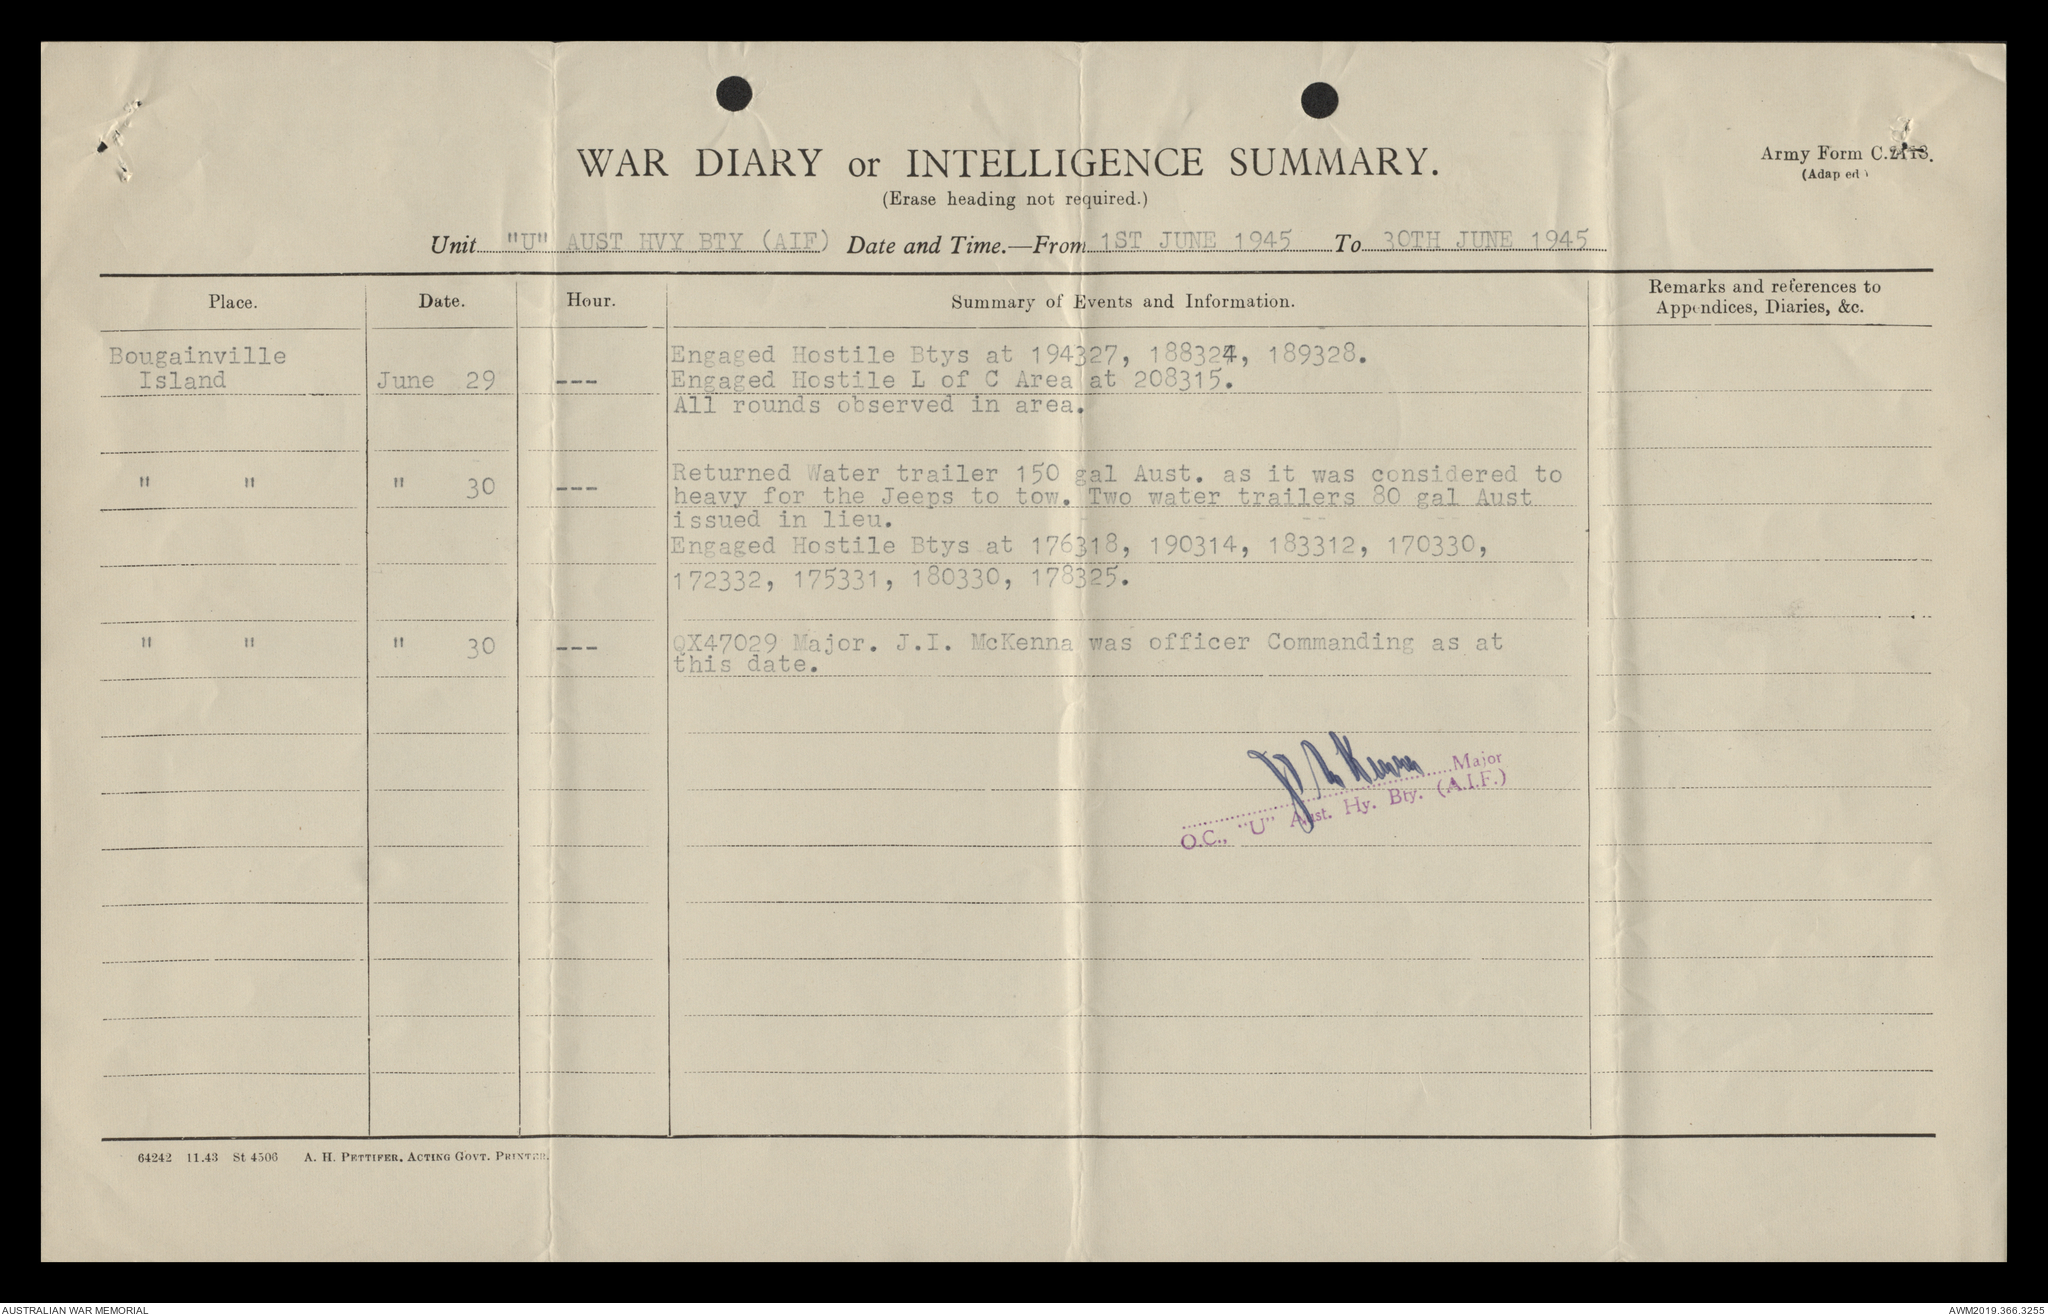 WAR DIARY or INTELLIGENCE SUMMARY.
(Erase heading not required.)
Army Form C.2118.
(Adap ed )
Unit "U" AUST HVY BTY (AIF) Date and Time.—From 1ST JUNE 1945 To 30TH JUNE 1945
Place. Date. Hour. Summary of Events and Information. Remarks and references to Appendices, Diaries, &c.
Bougainville Engaged Hostile Btys at 194327, 188324, 189328.
Island June 29 --- Engaged Hostile L of C Area at 208315.
All rounds observed in area.
" " " 30 --- Returned Water trailer 150 gal Aust. as it was considered to
heavy for the Jeeps to tow. Two water trailers 80 gal Aust
issued in lieu.
Engaged Hostile Btys at 176318, 190314, 183312, 170330,
172332, 175331, 180330, 178325.
" " " 30 --- QX47029 Major. J.I. McKenna was officer Commanding as at
this date.
J McKenna Major
O.C., "U" Aust. Hy. Bty. (A.I.F.)
64242 11.43 St 4506 A. H. Pettifer, Acting Govt. Printer.
AUSTRALIAN WAR MEMORIAL
AWM2019.366.3255